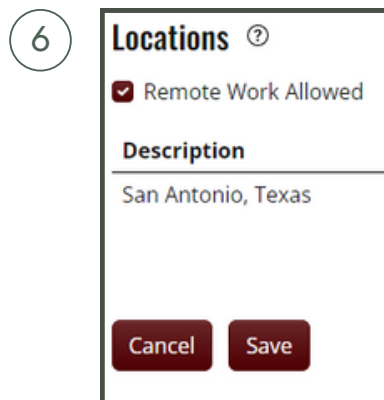 6
Locations ?
Remote Work Allowed
Description
San Antonio, Texas
Cancel Save